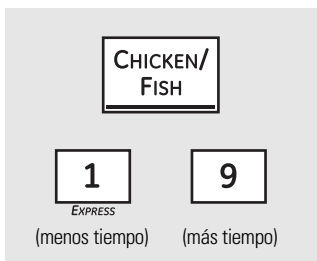 CHICKEN/
FISH
1 9
EXPRESS
(menos tiempo) (más tiempo)